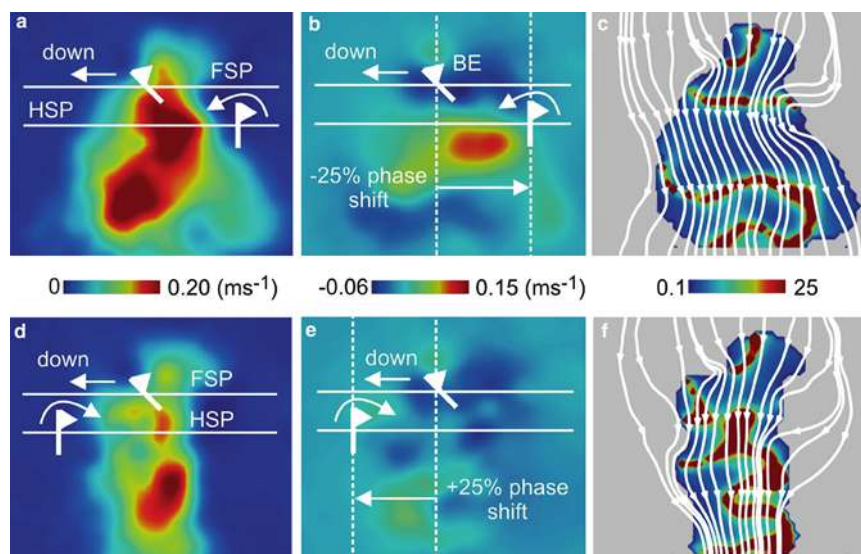 a
down
FSP
HSP
b
down
BE
-25% phase
shift
c
0 0.20 (ms⁻¹)
-0.06 0.15 (ms⁻¹)
0.1 25
d
down
FSP
HSP
e
down
+25% phase
shift
f